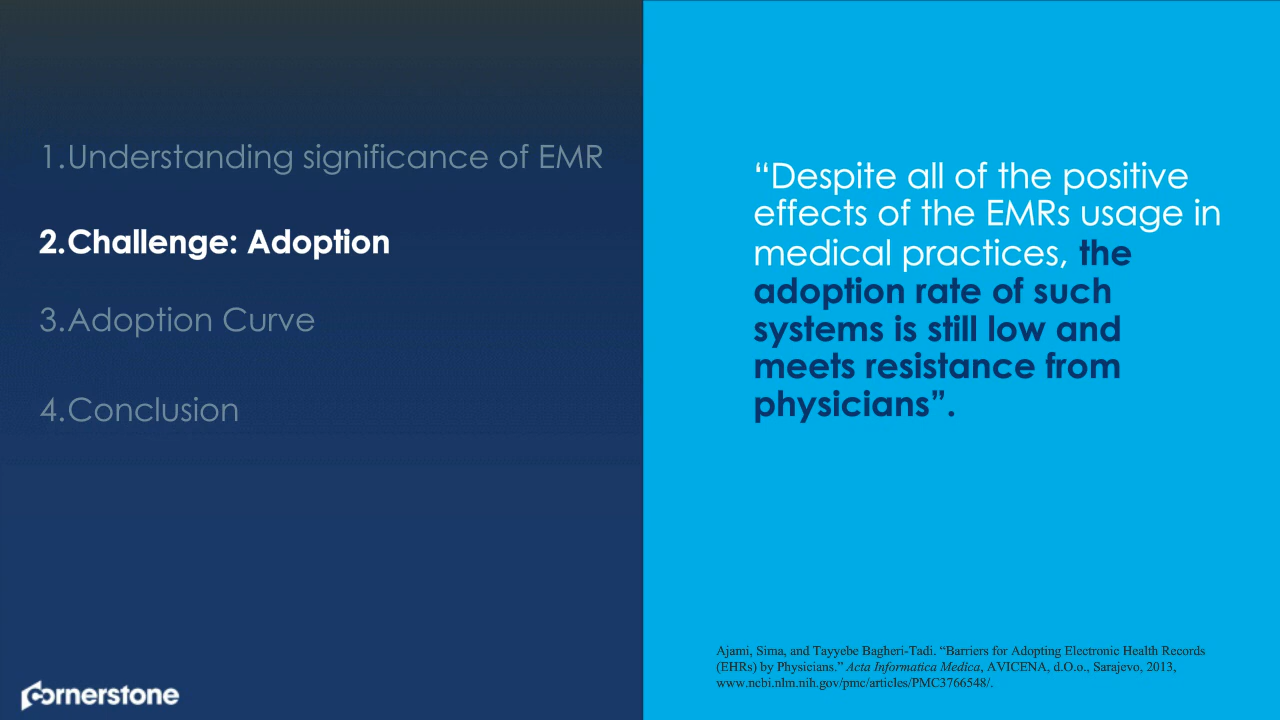 1.Understanding significance of EMR
2.Challenge: Adoption
3.Adoption Curve
4.Conclusion
“Despite all of the positive
effects of the EMRs usage in
medical practices, the
adoption rate of such
systems is still low and
meets resistance from
physicians”.
Ajami, Sima, and Tayyebe Bagheri-Tadi. “Barriers for Adopting Electronic Health Records
(EHRs) by Physicians.” Acta Informatica Medica, AVICENA, d.O.o., Sarajevo, 2013,
www.ncbi.nlm.nih.gov/pmc/articles/PMC3766548/.
Cornerstone